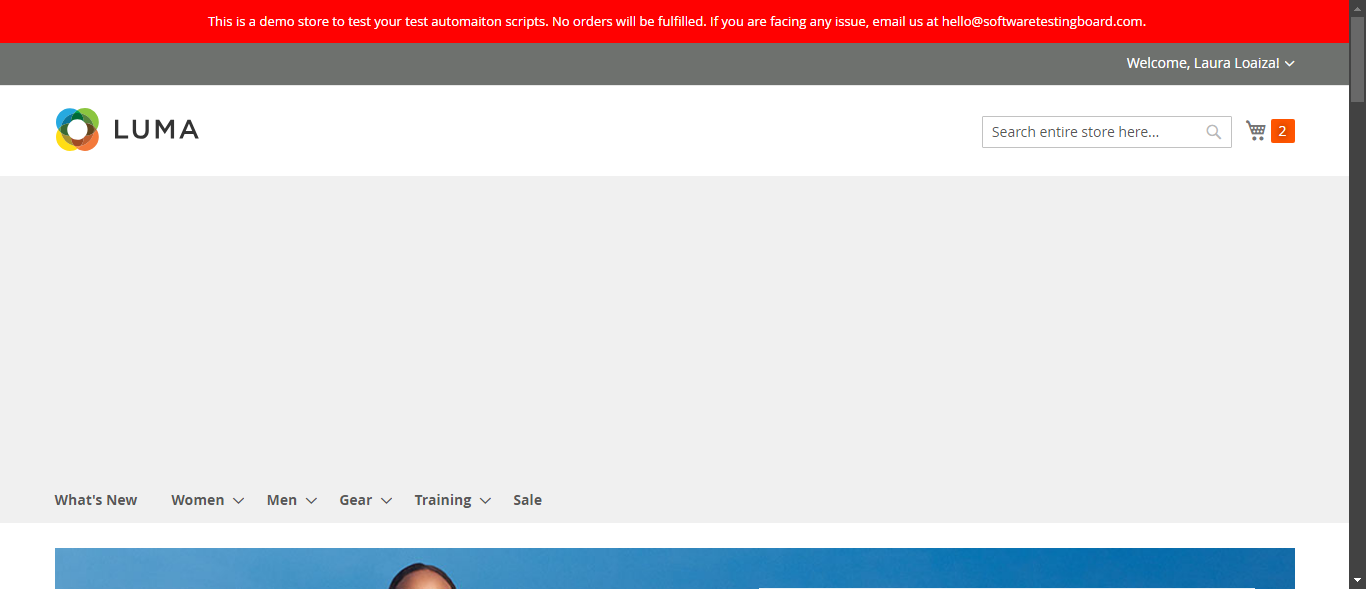 This is a demo store to test your test automaiton scripts. No orders will be fulfilled. If you are facing any issue, email us at hello@softwaretestingboard.com.
Welcome, Laura Loaiza!
LUMA
Search entire store here...
2
What's New Women Men Gear Training Sale